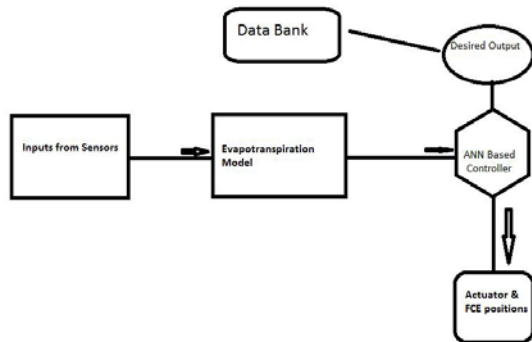 Data Bank
Desired Output
Inputs from Sensors
Evapotranspiration
Model
ANN Based
Controller
Actuator &
FCE positions